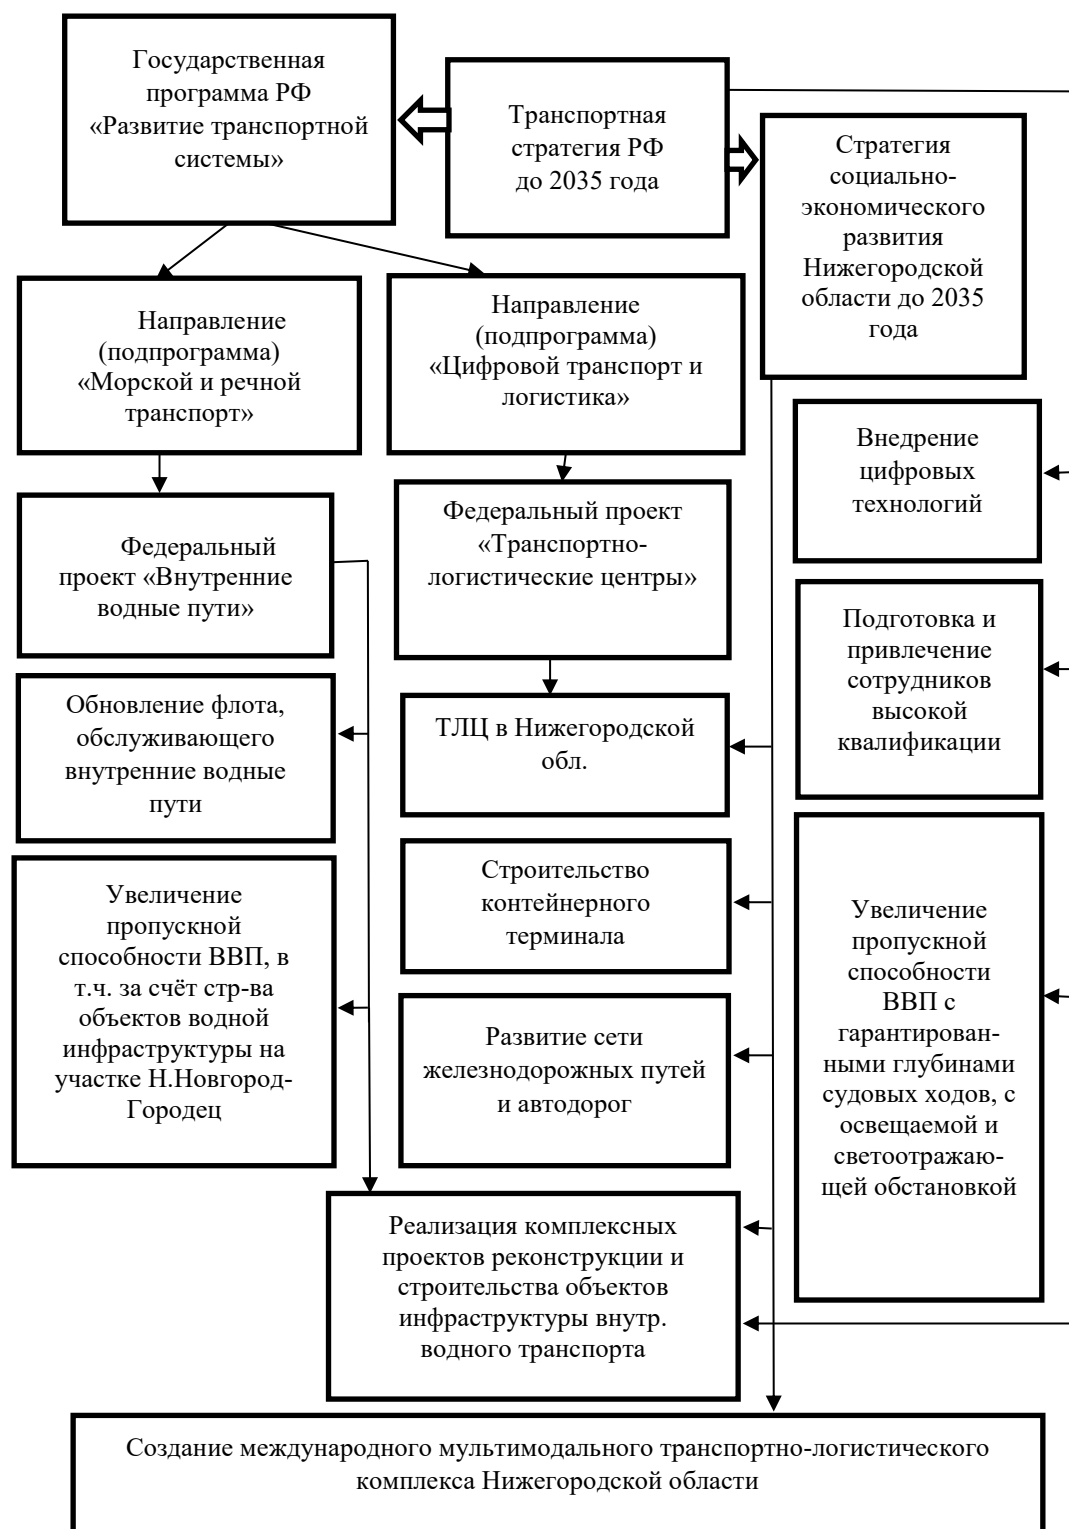 Государственная
программа РФ
«Развитие транспортной
системы»
Транспортная
стратегия РФ
до 2035 года
Стратегия
социально-
экономического
развития
Нижегородской
области до 2035
года
Направление
(подпрограмма)
«Морской и речной
транспорт»
Направление
(подпрограмма)
«Цифровой транспорт и
логистика»
Внедрение
цифровых
технологий
Федеральный
проект «Внутренние
водные пути»
Федеральный проект
«Транспортно-
логистические центры»
Подготовка и
привлечение
сотрудников
высокой
квалификации
Обновление флота,
обслуживающего
внутренние водные
пути
ТЛЦ в Нижегородской
обл.
Увеличение
пропускной
способности ВВП, в
т.ч. за счёт стр-ва
объектов водной
инфраструктуры на
участке Н.Новгород-
Городец
Строительство
контейнерного
терминала
Увеличение
пропускной
способности
ВВП с
гарантирован-
ными глубинами
судовых ходов, с
освещаемой и
светоотражаю-
щей обстановкой
Развитие сети
железнодорожных путей
и автодорог
Реализация комплексных
проектов реконструкции и
строительства объектов
инфраструктуры внутр.
водного транспорта
Создание международного мультимодального транспортно-логистического
комплекса Нижегородской области